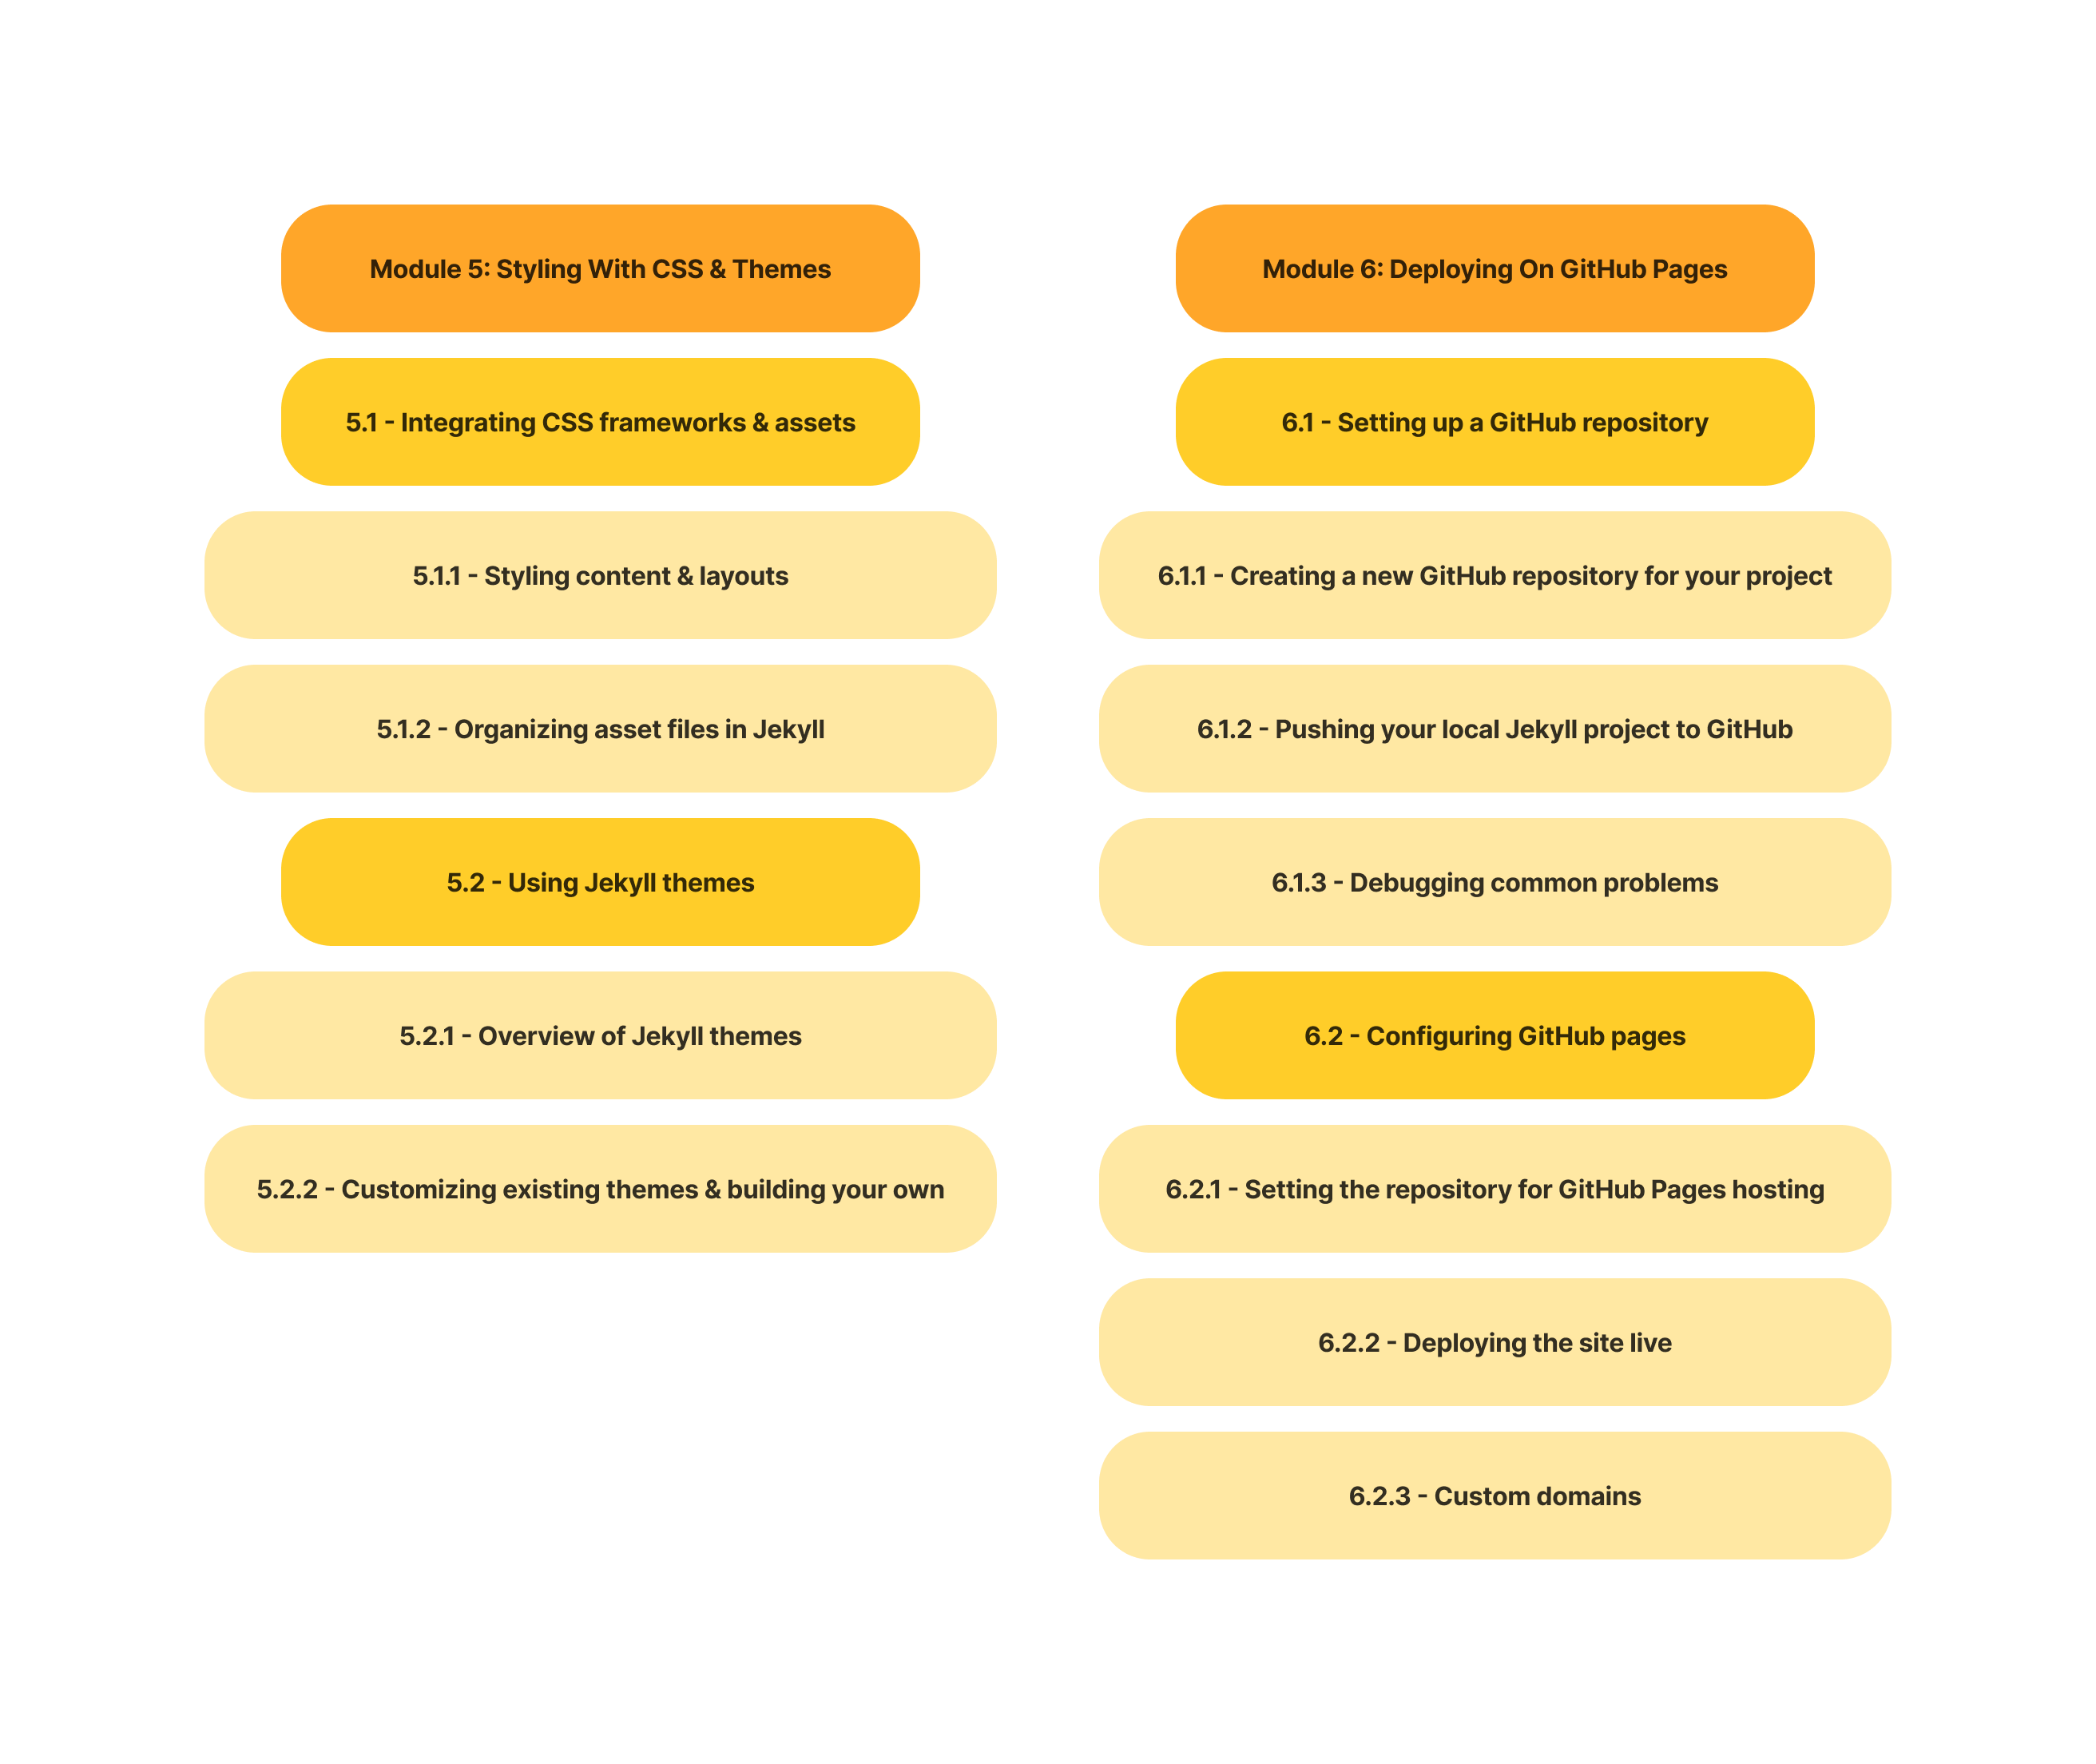 Module 5: Styling With CSS & Themes
5.1 - Integrating CSS frameworks & assets
5.1.1 - Styling content & layouts
5.1.2 - Organizing asset files in Jekyll
5.2 - Using Jekyll themes
5.2.1 - Overview of Jekyll themes
5.2.2 - Customizing existing themes & building your own
Module 6: Deploying On GitHub Pages
6.1 - Setting up a GitHub repository
6.1.1 - Creating a new GitHub repository for your project
6.1.2 - Pushing your local Jekyll project to GitHub
6.1.3 - Debugging common problems
6.2 - Configuring GitHub pages
6.2.1 - Setting the repository for GitHub Pages hosting
6.2.2 - Deploying the site live
6.2.3 - Custom domains